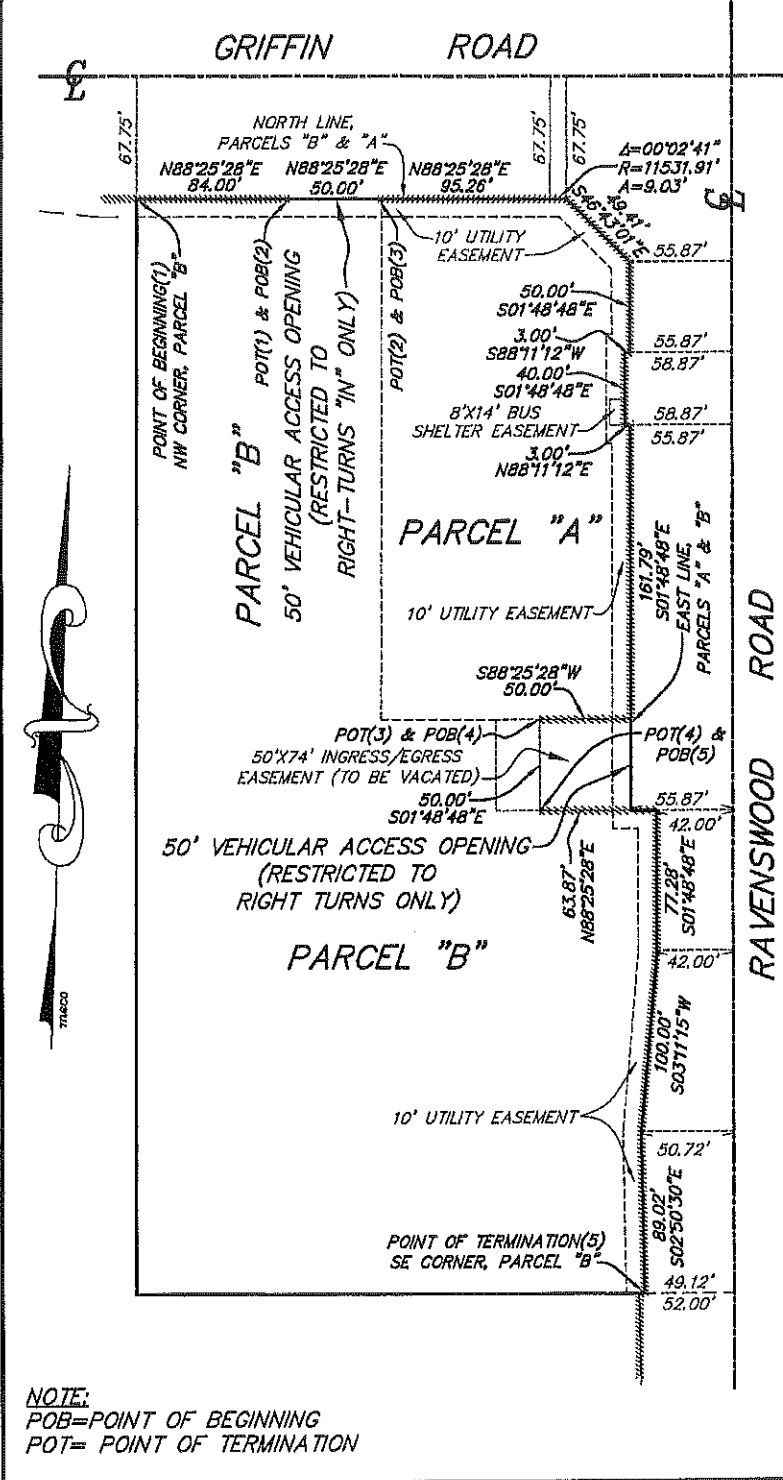 GRIFFIN ROAD
C L
67.75'
67.75'
67.75'
NORTH LINE,
PARCELS "B" & "A"
N88°25'28"E
84.00'
N88°25'28"E
50.00'
N88°25'28"E
95.26'
Δ=00°02'41"
R=11531.91'
A=9.03'
49.41'
S46°43'01"E
C L
10' UTILITY
EASEMENT
55.87'
POINT OF BEGINNING(1)
NW CORNER, PARCEL "B"
POT(1) & POB(2)
PARCEL "B"
50' VEHICULAR ACCESS OPENING
(RESTRICTED TO
RIGHT-TURNS "IN" ONLY)
POT(2) & POB(3)
50.00'
S01°48'48"E
3.00'
S88°11'12"W
55.87'
58.87'
40.00'
S01°48'48"E
8'X14' BUS
SHELTER EASEMENT
58.87'
55.87'
3.00'
N88°11'12"E
PARCEL "A"
161.79'
S01°48'48"E
EAST LINE,
PARCELS "A" & "B"
10' UTILITY EASEMENT
RAVENSWOOD ROAD
S88°25'28"W
50.00'
POT(3) & POB(4)
POT(4) &
POB(5)
50'X74' INGRESS/EGRESS
EASEMENT (TO BE VACATED)
50.00'
S01°48'48"E
55.87'
42.00'
50' VEHICULAR ACCESS OPENING
(RESTRICTED TO
RIGHT TURNS ONLY)
63.87'
N88°25'28"E
77.28'
S01°48'48"E
PARCEL "B"
42.00'
meco
100.00'
S03°11'15"W
10' UTILITY EASEMENT
50.72'
89.02'
S02°50'30"E
POINT OF TERMINATION(5)
SE CORNER, PARCEL "B"
49.12'
52.00'
NOTE:
POB=POINT OF BEGINNING
POT= POINT OF TERMINATION